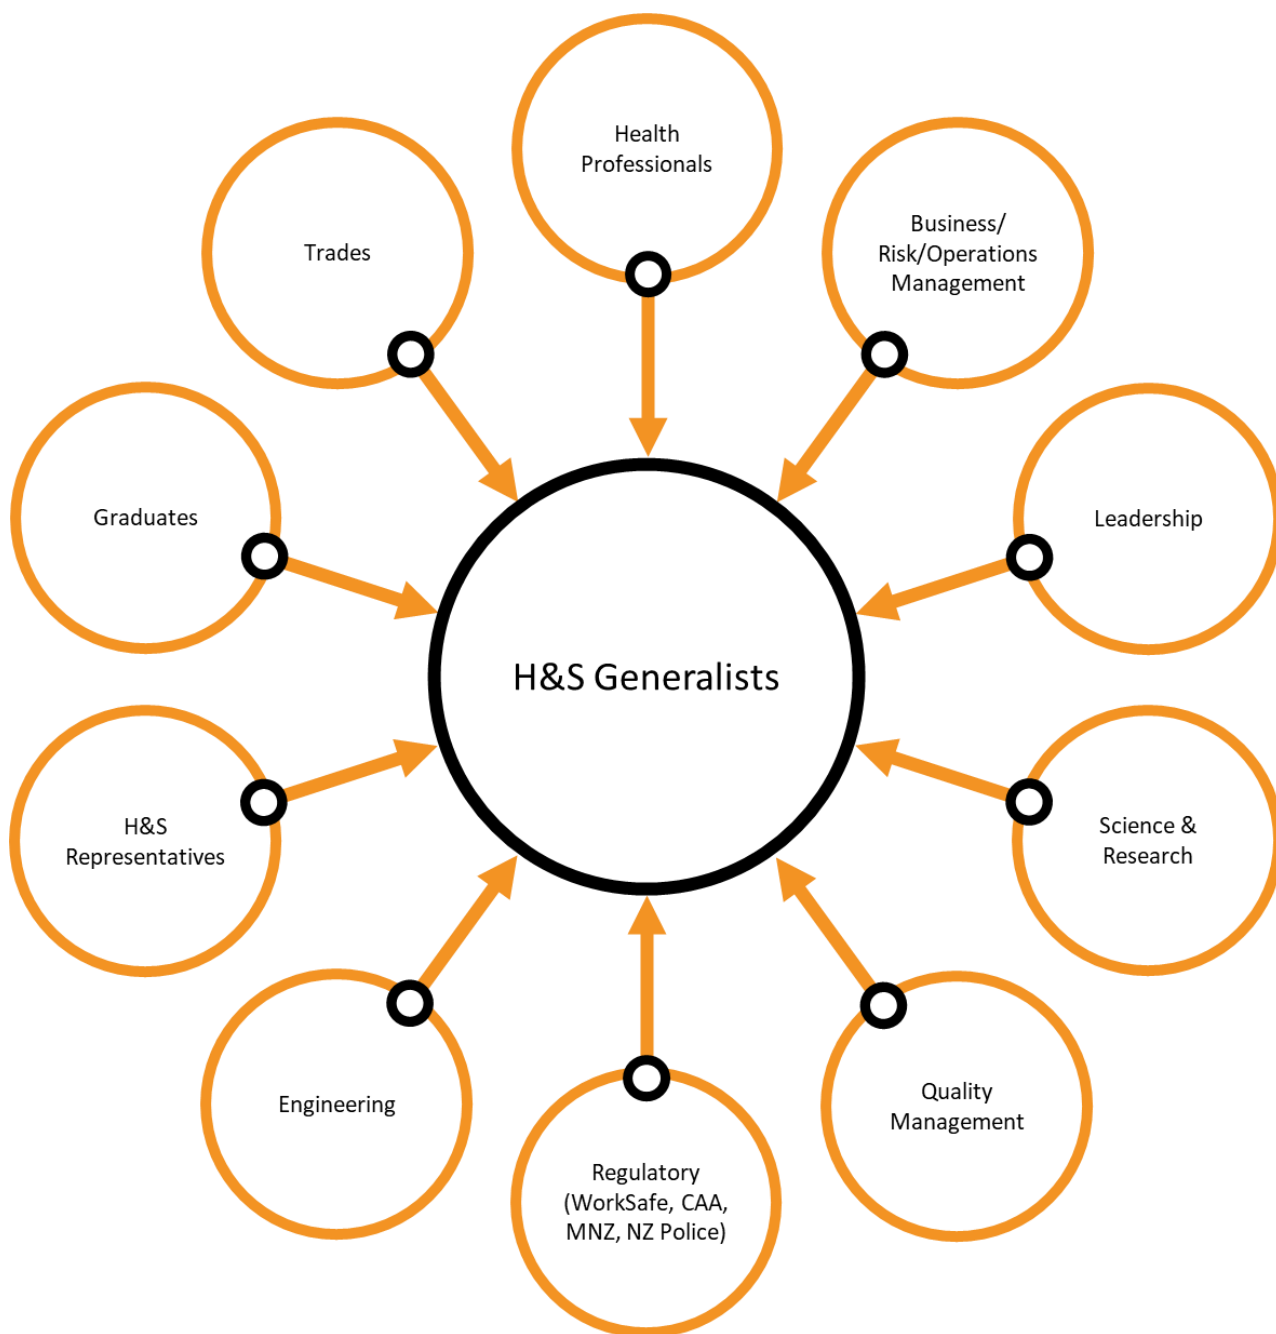 Health
Professionals
Business/
Risk/Operations
Management
Trades
Graduates
Leadership
H&S Generalists
H&S
Representatives
Science &
Research
Engineering
Quality
Management
Regulatory
(WorkSafe, CAA,
MNZ, NZ Police)